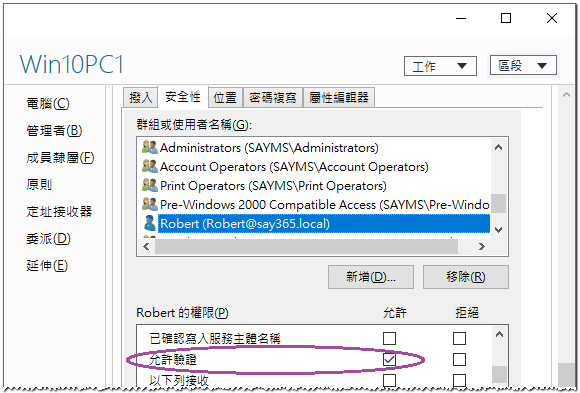 Win10PC1
工作
區段
電腦(C)
管理者(B)
成員隸屬(F)
原則
定址接收器
委派(D)
延伸(E)
撥入 安全性 位置 密碼複寫 屬性編輯器
群組或使用者名稱(G):
Administrators (SAYMS\Administrators)
Account Operators (SAYMS\Account Operators)
Print Operators (SAYMS\Print Operators)
Pre-Windows 2000 Compatible Access (SAYMS\Pre-Windo
Robert (Robert@say365.local)
新增(D)... 移除(R)
Robert 的權限(P) 允許 拒絕
已確認寫入服務主體名稱
允許驗證
以下列接收